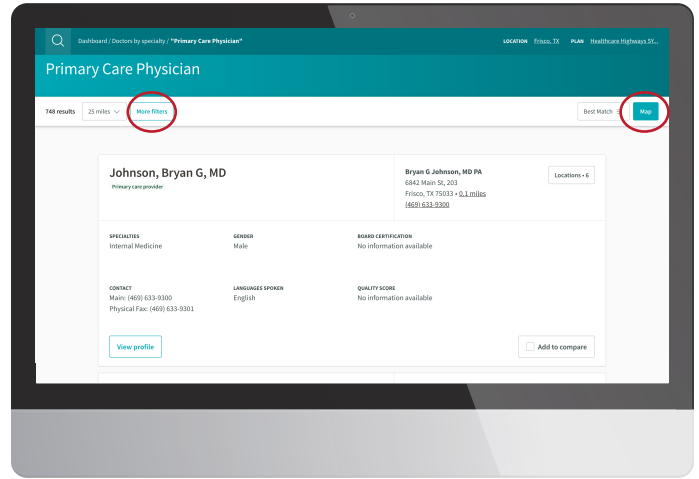 Dashboard / Doctors by specialty / "Primary Care Physician"
LOCATION Frisco, TX PLAN Healthcare Highways SY...
Primary Care Physician
748 results 25 miles More filters Best Match Map
Johnson, Bryan G, MD
Primary care provider
Bryan G Johnson, MD PA
6842 Main St, 203
Frisco, TX 75033 • 0.1 miles
(469) 633-9300
Locations • 6
SPECIALTIES
Internal Medicine
GENDER
Male
BOARD CERTIFICATION
No information available
CONTACT
Main: (469) 633-9300
Physical Fax: (469) 633-9301
LANGUAGES SPOKEN
English
QUALITY SCORE
No information available
View profile
Add to compare